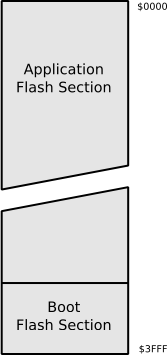 $0000
Application
Flash Section
Boot
Flash Section
$3FFF